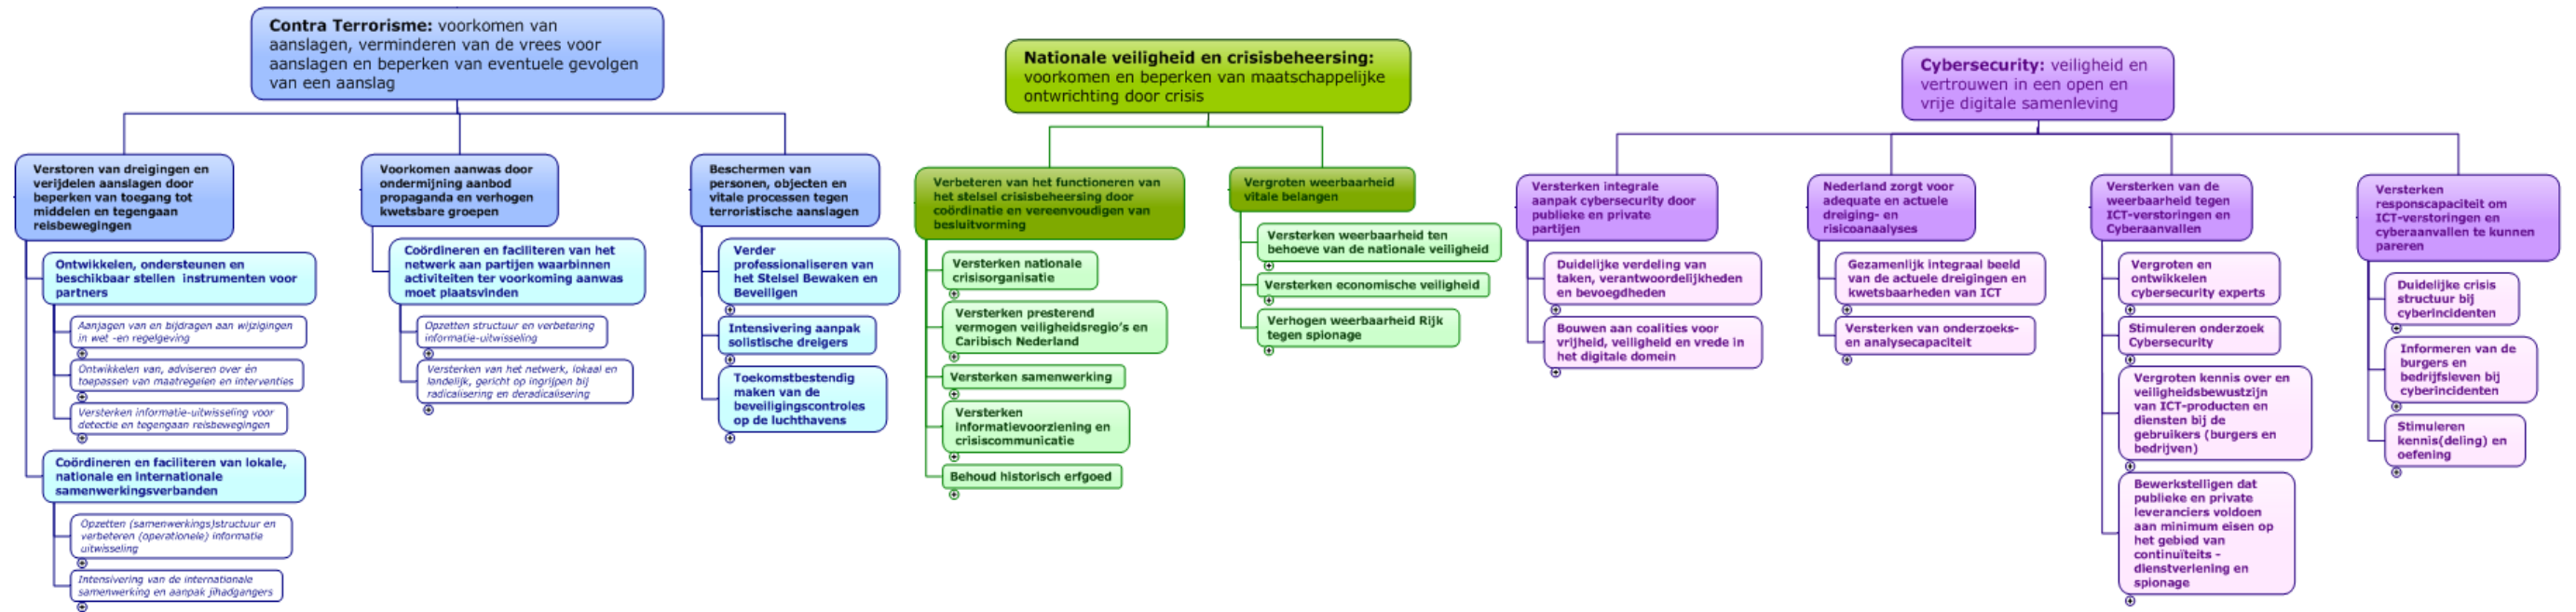 Contra Terrorisme: voorkomen van
aanslagen, verminderen van de vrees voor
aanslagen en beperken van eventuele gevolgen
van een aanslag
Verstoren van dreigingen en
verijdelen aanslagen door
beperken van toegang tot
middelen en tegengaan
reisbewegingen
Ontwikkelen, ondersteunen en
beschikbaar stellen instrumenten voor
partners
Aanjagen van en bijdragen aan wijzigingen
in wet -en regelgeving
Ontwikkelen van, adviseren over én
toepassen van maatregelen en interventies
Versterken informatie-uitwisseling voor
detectie en tegengaan reisbewegingen
Coördineren en faciliteren van lokale,
nationale en internationale
samenwerkingsverbanden
Opzetten (samenwerkings)structuur en
verbeteren (operationele) informatie
uitwisseling
Intensivering van de internationale
samenwerking en aanpak jihadgangers
Voorkomen aanwas door
ondermijning aanbod
propaganda en verhogen
kwetsbare groepen
Coördineren en faciliteren van het
netwerk aan partijen waarbinnen
activiteiten ter voorkoming aanwas
moet plaatsvinden
Opzetten structuur en verbetering
informatie-uitwisseling
Versterken van het netwerk, lokaal en
landelijk, gericht op ingrijpen bij
radicalisering en deradicalisering
Beschermen van
personen, objecten en
vitale processen tegen
terroristische aanslagen
Verder
professionaliseren van
het Stelsel Bewaken en
Beveiligen
Intensivering aanpak
solistische dreigers
Toekomstbestendig
maken van de
beveiligingscontroles
op de luchthavens
Nationale veiligheid en crisisbeheersing:
voorkomen en beperken van maatschappelijke
ontwrichting door crisis
Verbeteren van het functioneren van
het stelsel crisisbeheersing door
coördinatie en vereenvoudigen van
besluitvorming
Versterken nationale
crisisorganisatie
Versterken presterend
vermogen veiligheidsregio's en
Caribisch Nederland
Versterken samenwerking
Versterken
informatievoorziening en
crisiscommunicatie
Behoud historisch erfgoed
Vergroten weerbaarheid
vitale belangen
Versterken weerbaarheid ten
behoeve van de nationale veiligheid
Versterken economische veiligheid
Verhogen weerbaarheid Rijk
tegen spionage
Cybersecurity: veiligheid en
vertrouwen in een open en
vrije digitale samenleving
Versterken integrale
aanpak cybersecurity door
publieke en private
partijen
Duidelijke verdeling van
taken, verantwoordelijkheden
en bevoegdheden
Bouwen aan coalities voor
vrijheid, veiligheid en vrede in
het digitale domein
Nederland zorgt voor
adequate en actuele
dreiging- en
risicoanalyses
Gezamenlijk integraal beeld
van de actuele dreigingen en
kwetsbaarheden van ICT
Versterken van onderzoeks-
en analysecapaciteit
Versterken van de
weerbaarheid tegen
ICT-verstoringen en
Cyberaanvallen
Vergroten en
ontwikkelen
cybersecurity experts
Stimuleren onderzoek
Cybersecurity
Vergroten kennis over en
veiligheidsbewustzijn
van ICT-producten en
diensten bij de
gebruikers (burgers en
bedrijven)
Bewerkstelligen dat
publieke en private
leveranciers voldoen
aan minimum eisen op
het gebied van
continuïteits -
dienstverlening en
spionage
Versterken
responscapaciteit om
ICT-verstoringen en
cyberaanvallen te kunnen
pareren
Duidelijke crisis
structuur bij
cyberincidenten
Informeren van de
burgers en
bedrijfsleven bij
cyberincidenten
Stimuleren
kennis(deling) en
oefening